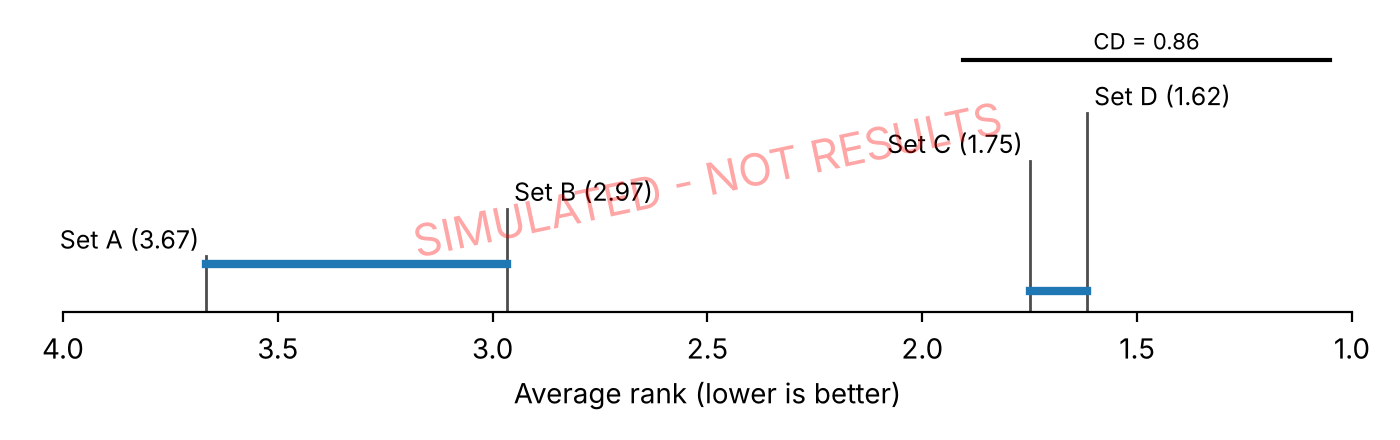 CD = 0.86
Set D (1.62)
Set C (1.75)
SIMULATED - NOT RESULTS
Set B (2.97)
Set A (3.67)
4.0 3.5 3.0 2.5 2.0 1.5 1.0
Average rank (lower is better)